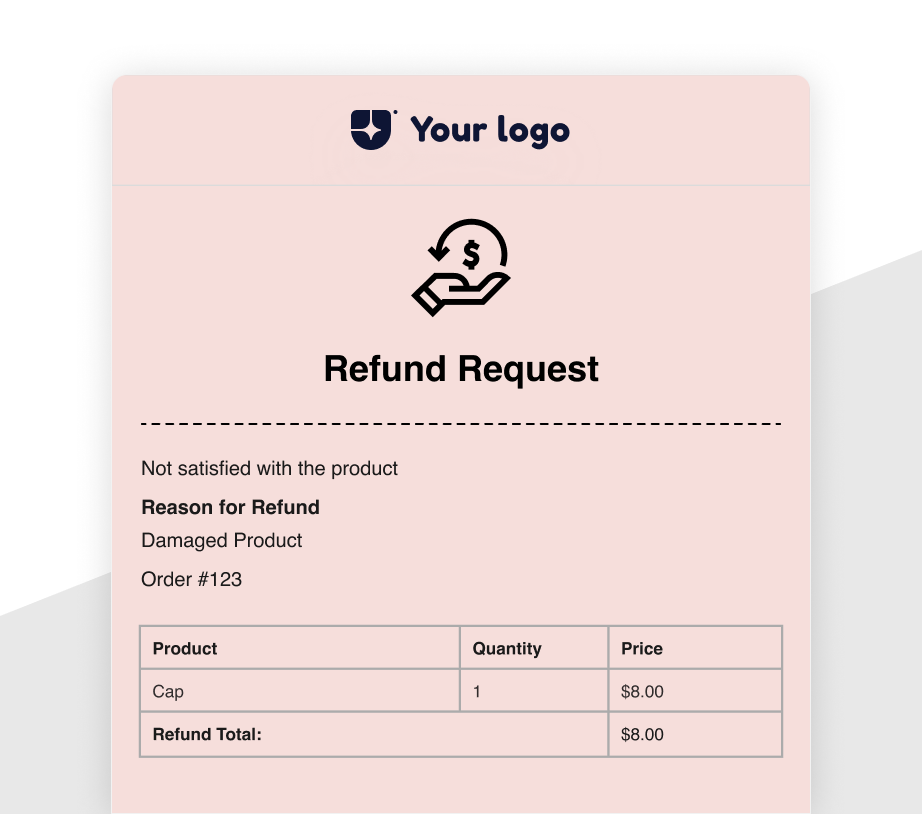 Your logo
$
Refund Request
Not satisfied with the product
Reason for Refund
Damaged Product
Order #123
Product Quantity Price
Cap 1 $8.00
Refund Total: $8.00